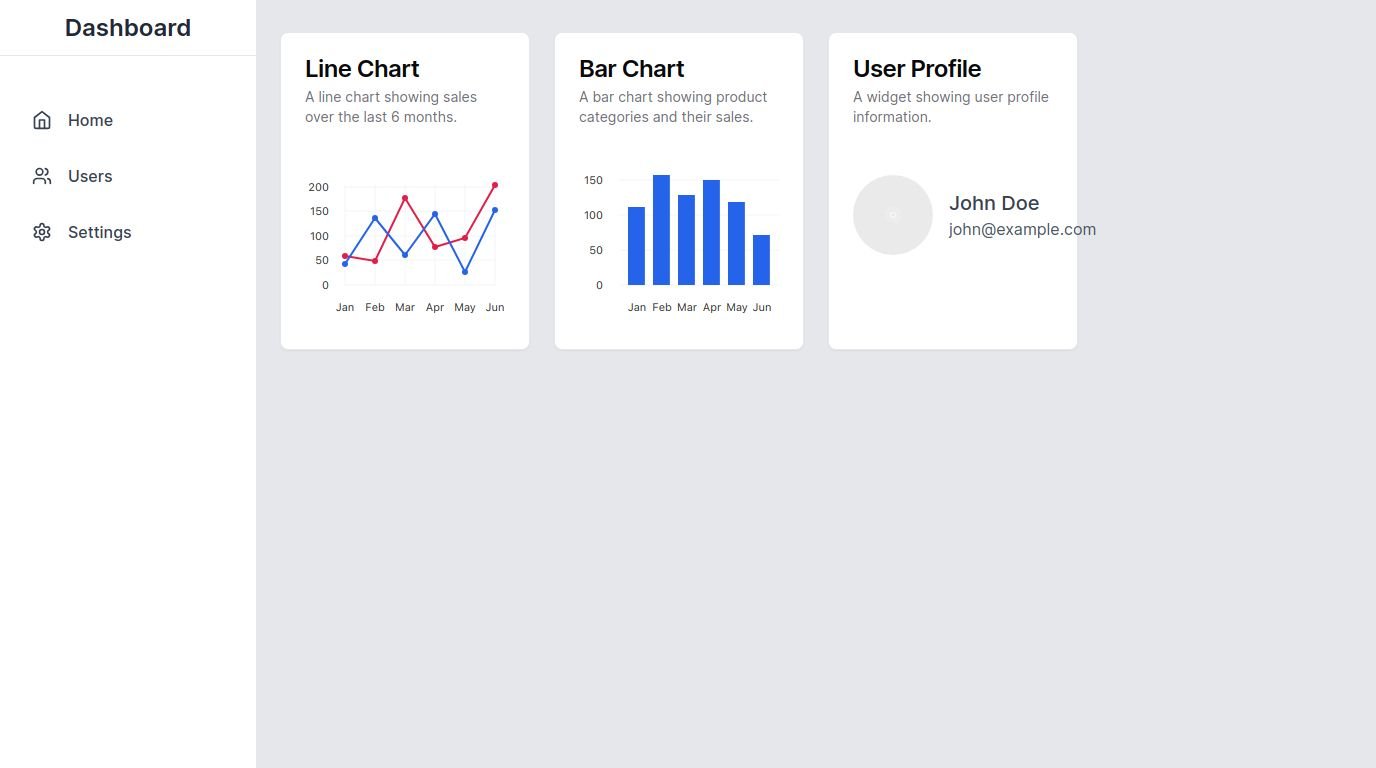 Dashboard
Home
Users
Settings
Line Chart
A line chart showing sales
over the last 6 months.
200
150
100
50
0
Jan Feb Mar Apr May Jun
Bar Chart
A bar chart showing product
categories and their sales.
150
100
50
0
Jan Feb Mar Apr May Jun
User Profile
A widget showing user profile
information.
John Doe
john@example.com